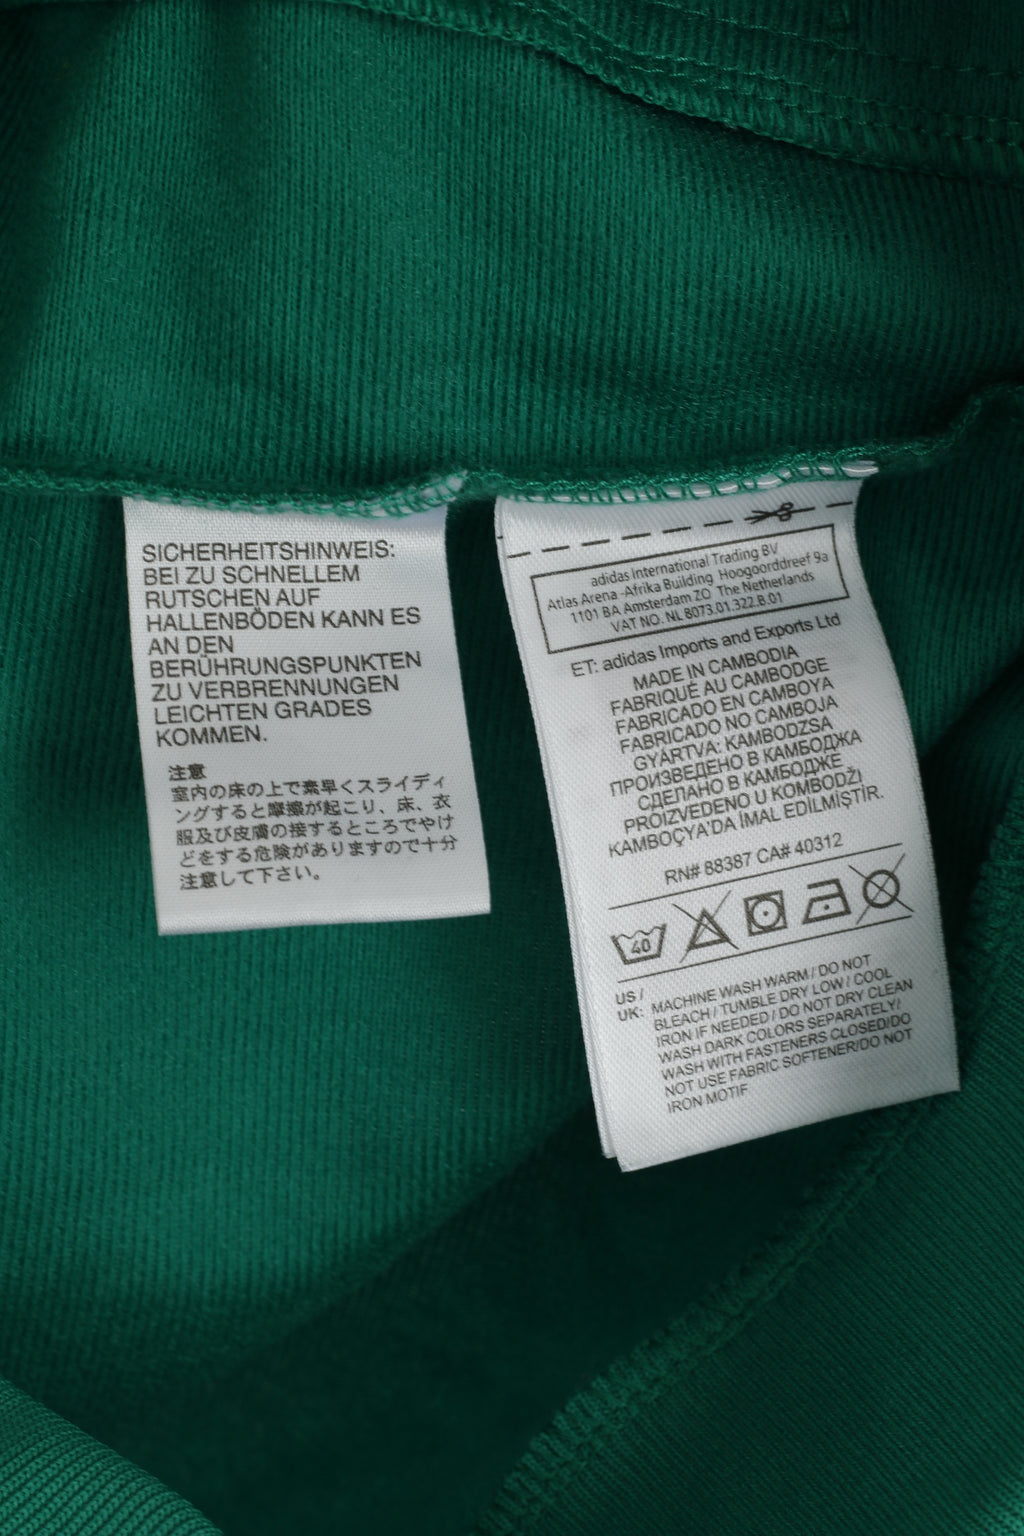 SICHERHEITSHINWEIS:
BEI ZU SCHNELLEM
RUTSCHEN AUF
HALLENBÖDEN KANN ES
AN DEN
BERÜHRUNGSPUNKTEN
ZU VERBRENNUNGEN
LEICHTEN GRADES
KOMMEN.
注意
室内の床の上で素早くスライディ
ングすると摩擦が起こり、床、衣
服及び皮膚の接するところでやけ
どをする危険がありますので十分
注意して下さい。
adidas International Trading BV
Atlas Arena -Afrika Building Hoogoorddreef 9a
1101 BA Amsterdam ZO The Netherlands
VAT NO. NL 8073.01.322.B.01
ET: adidas Imports and Exports Ltd
MADE IN CAMBODIA
FABRIQUÉ AU CAMBODGE
FABRICADO EN CAMBOYA
FABRICADO NO CAMBOJA
GYÁRTVA: KAMBODZSA
ПРОИЗВЕДЕНО В КАМБОДЖА
СДЕЛАНО В КАМБОДЖЕ
PROIZVEDENO U KOMBODŽI
KAMBOÇYA'DA İMAL EDİLMİŞTİR.
RN# 88387 CA# 40312
40
US /
UK: MACHINE WASH WARM / DO NOT
BLEACH / TUMBLE DRY LOW / COOL
IRON IF NEEDED / DO NOT DRY CLEAN
WASH DARK COLORS SEPARATELY/
WASH WITH FASTENERS CLOSED/DO
NOT USE FABRIC SOFTENER/DO NOT
IRON MOTIF